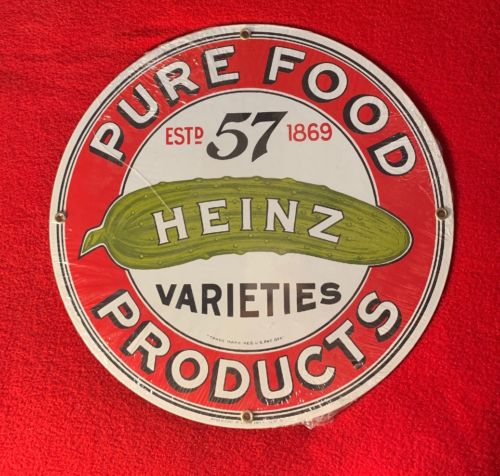 PURE FOOD
ESTD 57 1869
HEINZ
VARIETIES
"TRADE MARK REG U.S. PAT. OFF."
PRODUCTS